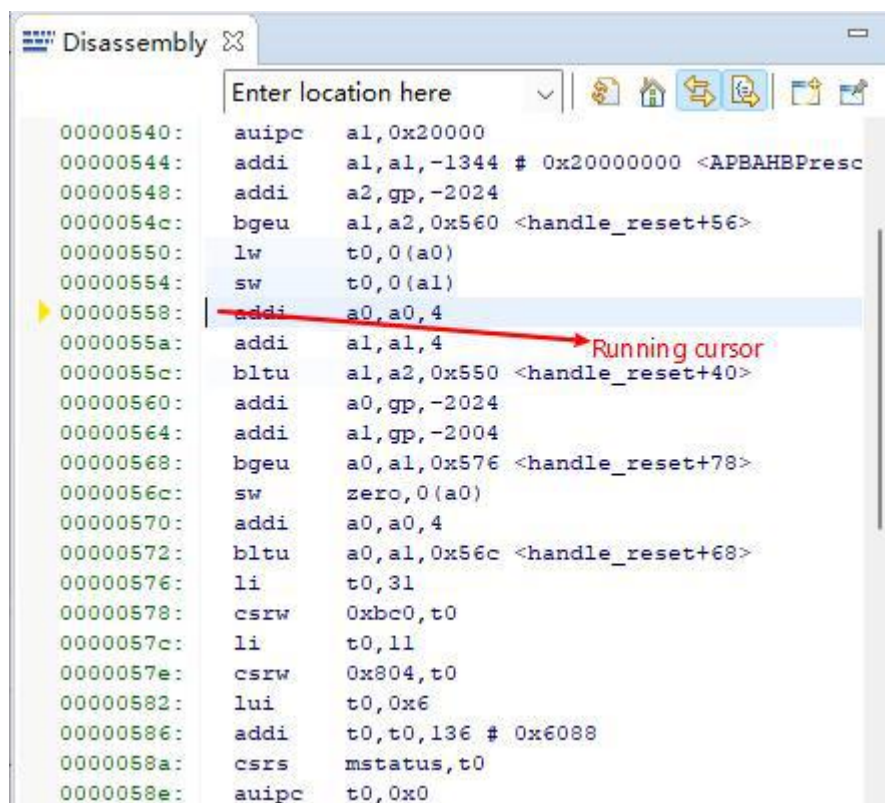 Disassembly
Enter location here
00000540: auipc a1,0x20000
00000544: addi a1,a1,-1344 # 0x20000000 <APBAHBPresc
00000548: addi a2,gp,-2024
0000054c: bgeu a1,a2,0x560 <handle_reset+56>
00000550: lw t0,0(a0)
00000554: sw t0,0(a1)
00000558: addi a0,a0,4
0000055a: addi a1,a1,4
Running cursor
0000055c: bltu a1,a2,0x550 <handle_reset+40>
00000560: addi a0,gp,-2024
00000564: addi a1,gp,-2004
00000568: bgeu a0,a1,0x576 <handle_reset+78>
0000056c: sw zero,0(a0)
00000570: addi a0,a0,4
00000572: bltu a0,a1,0x56c <handle_reset+68>
00000576: li t0,31
00000578: csrw 0xbc0,t0
0000057c: li t0,11
0000057e: csrw 0x804,t0
00000582: lui t0,0x6
00000586: addi t0,t0,136 # 0x6088
0000058a: csrs mstatus,t0
0000058e: auipc t0,0x0